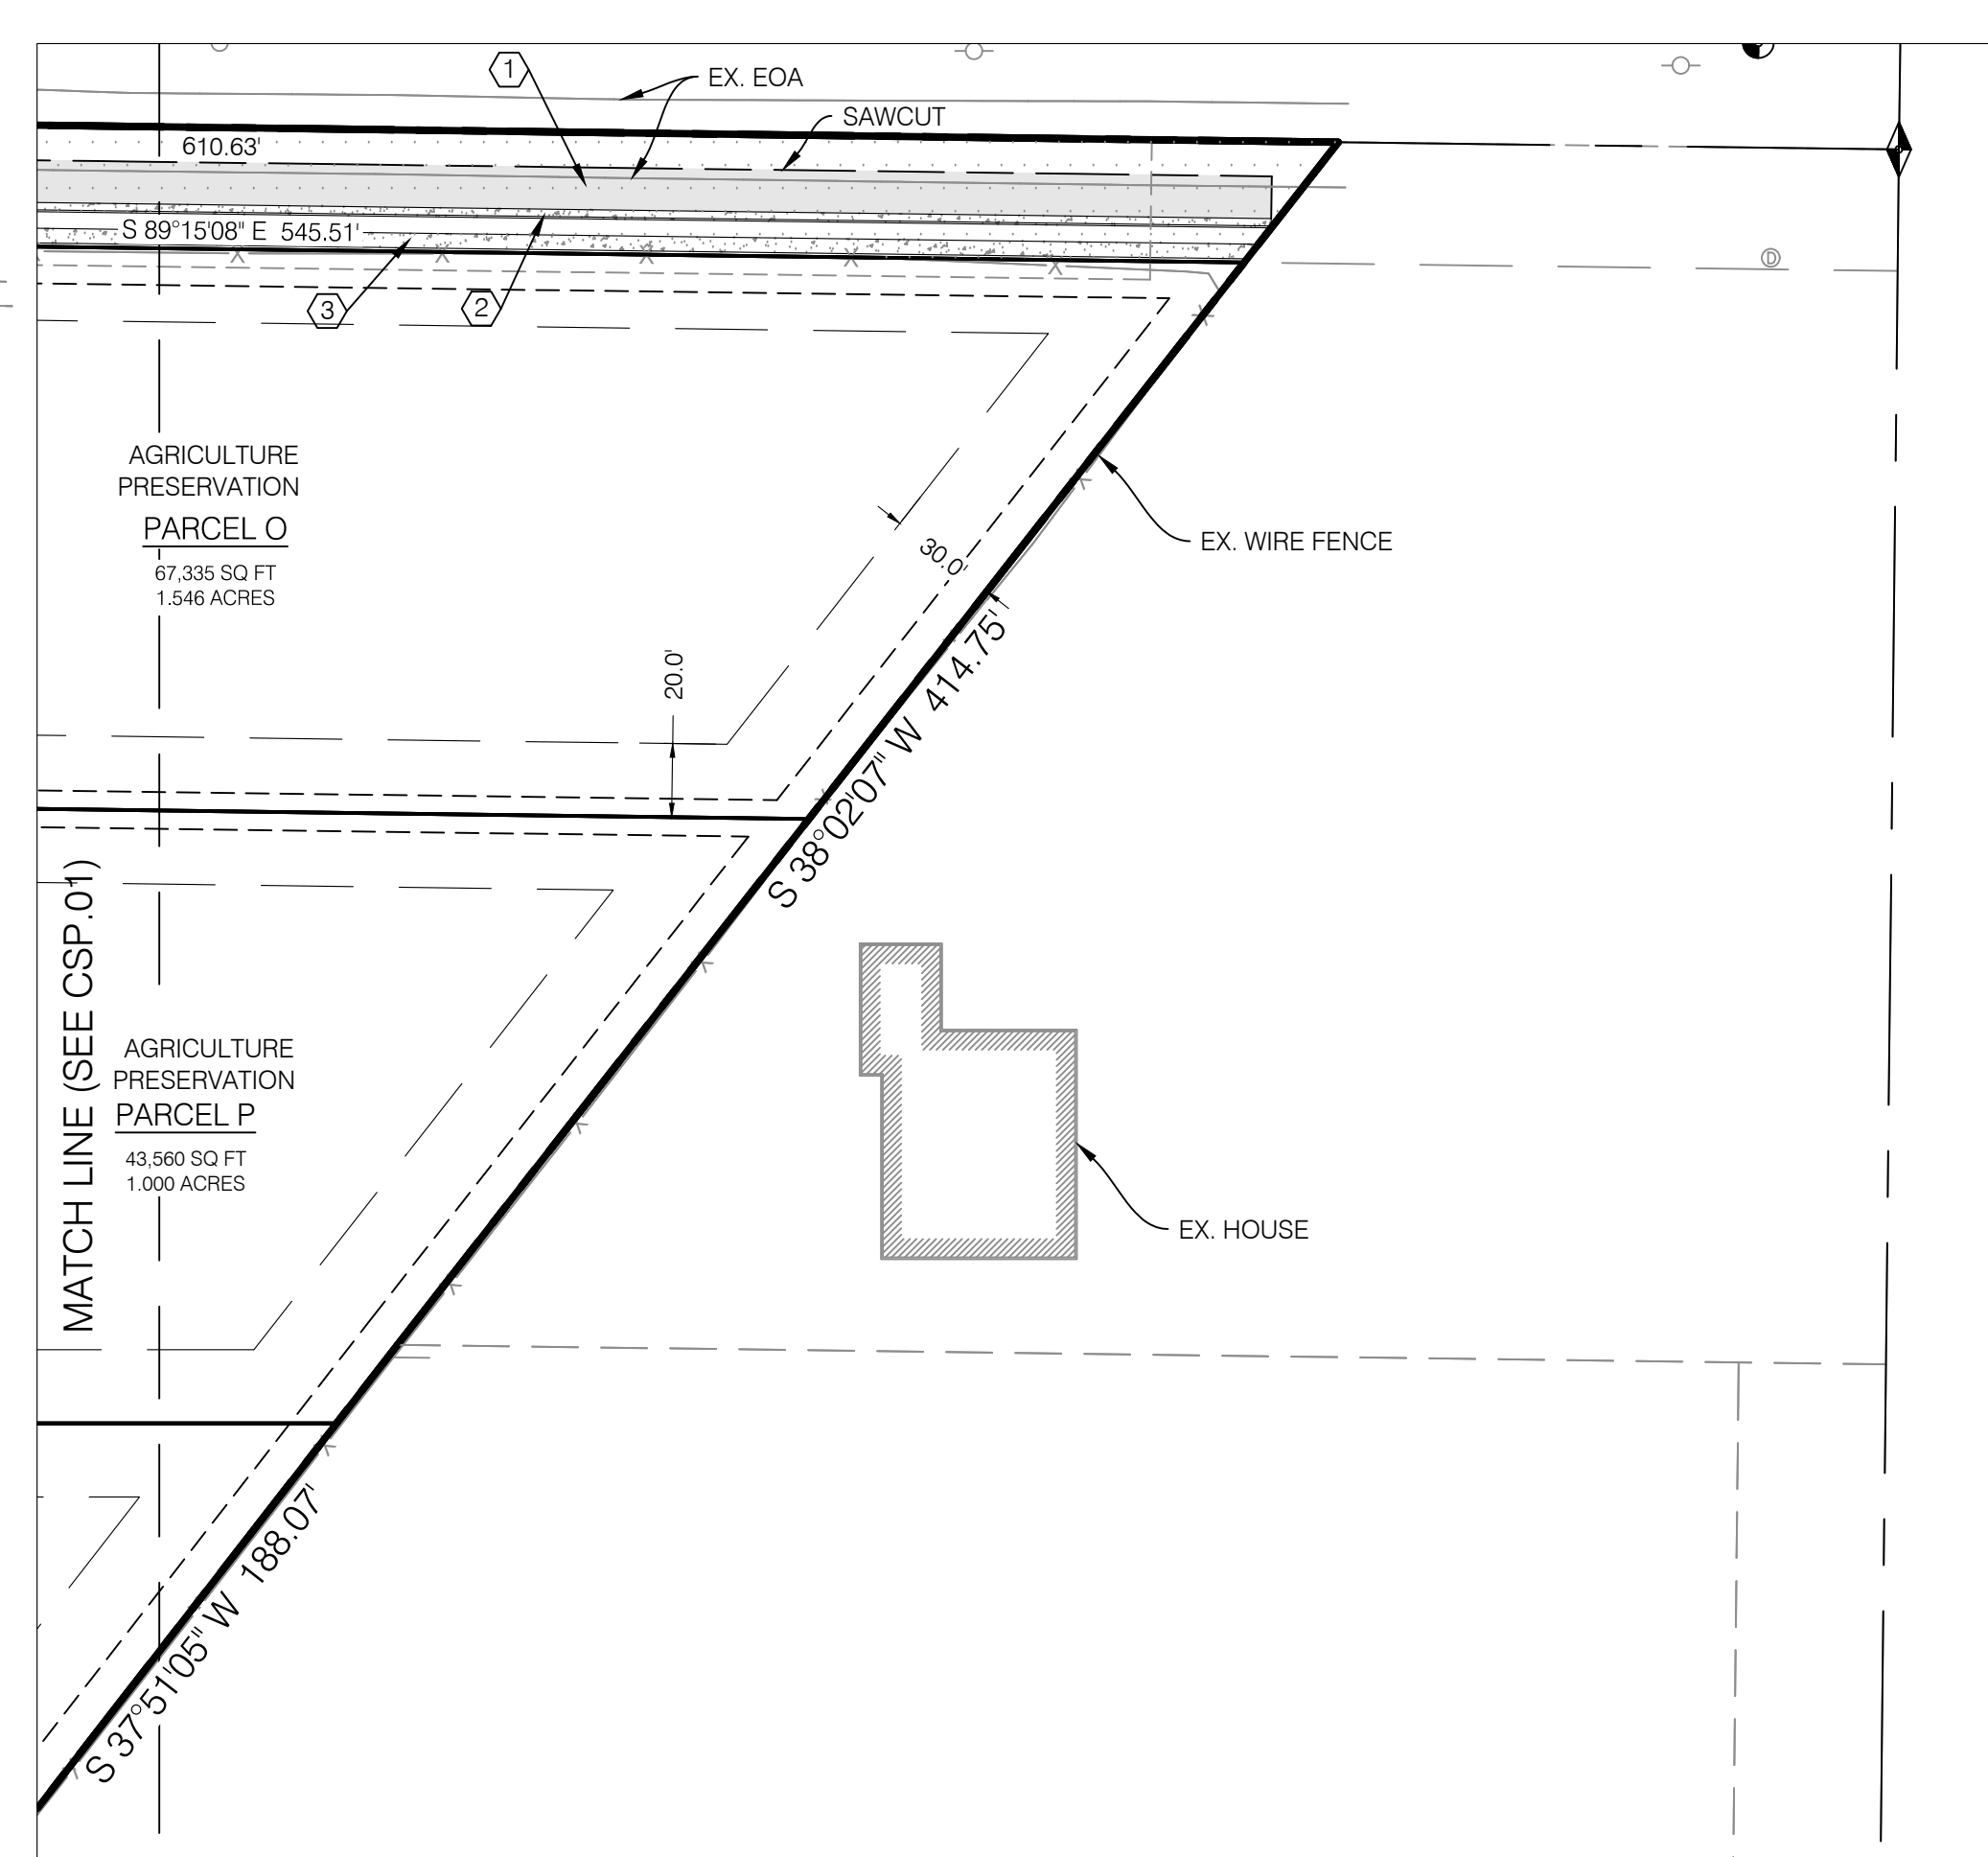 1
EX. EOA
SAWCUT
610.63'
S 89°15'08" E 545.51'
D
3
2
AGRICULTURE
PRESERVATION
PARCEL O
67,335 SQ FT
1.546 ACRES
EX. WIRE FENCE
30.0'
20.0'
S 38°02'07" W 414.75'
MATCH LINE (SEE CSP.01)
AGRICULTURE
PRESERVATION
PARCEL P
43,560 SQ FT
1.000 ACRES
EX. HOUSE
S 37°51'05" W 188.07'